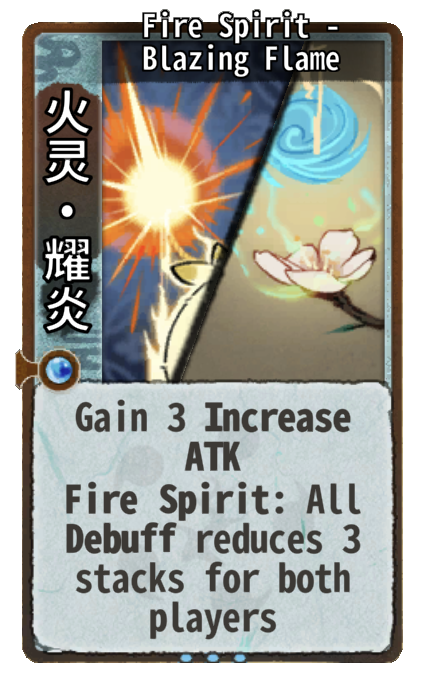 Fire Spirit -
Blazing Flame
火灵·耀炎
Gain 3 Increase
ATK
Fire Spirit: All
Debuff reduces 3
stacks for both
players